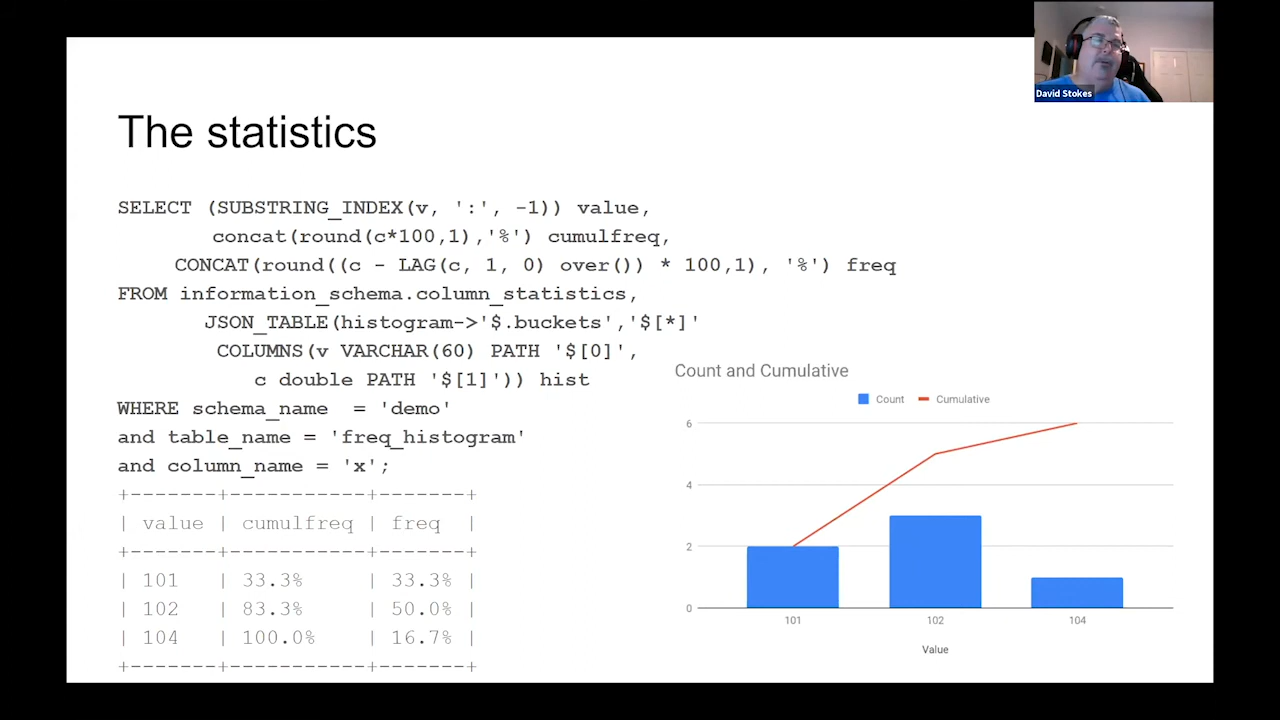 David Stokes
The statistics
SELECT (SUBSTRING_INDEX(v, ':', -1)) value,
concat(round(c*100,1),'%') cumulfreq,
CONCAT(round((c - LAG(c, 1, 0) over()) * 100,1), '%') freq
FROM information_schema.column_statistics,
JSON_TABLE(histogram->'$.buckets','$[*]'
COLUMNS(v VARCHAR(60) PATH '$[0]',
c double PATH '$[1]')) hist
WHERE schema_name  = 'demo'
and table_name = 'freq_histogram'
and column_name = 'x';
+-------+-----------+-------+
| value | cumulfreq | freq  |
+-------+-----------+-------+
| 101   | 33.3%     | 33.3% |
| 102   | 83.3%     | 50.0% |
| 104   | 100.0%    | 16.7% |
+-------+-----------+-------+
Count and Cumulative
Count Cumulative
6
4
2
0
101 102 104
Value